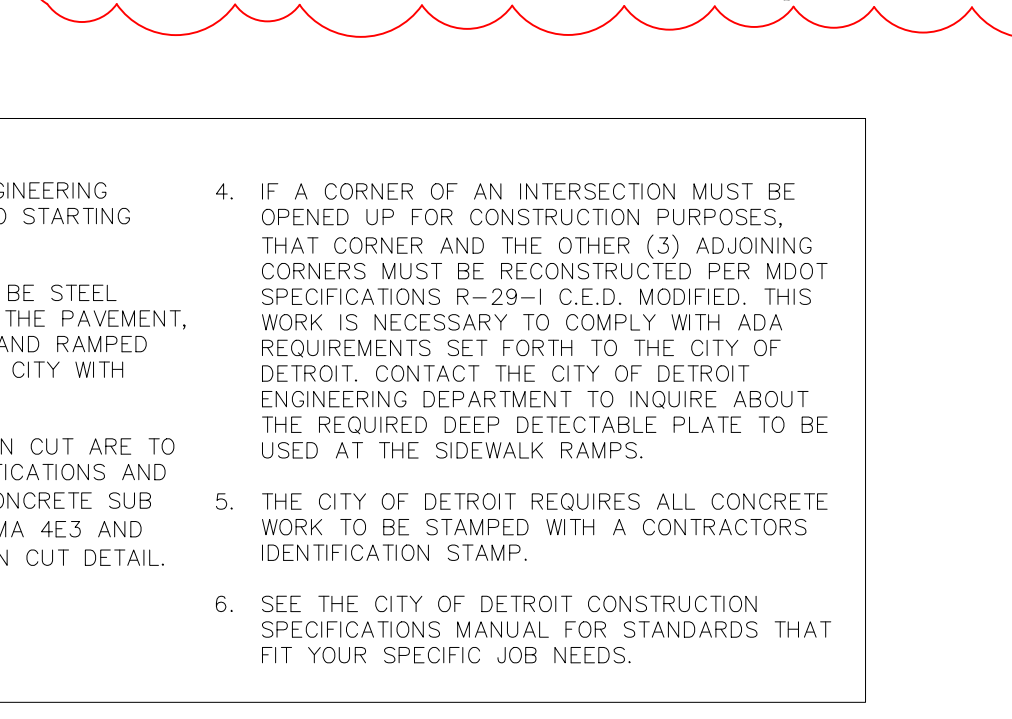 GINEERING
STARTING
BE STEEL
THE PAVEMENT,
AND RAMPED
CITY WITH
N CUT ARE TO
FICATIONS AND
ONCRETE SUB
MA 4E3 AND
N CUT DETAIL.
4. IF A CORNER OF AN INTERSECTION MUST BE
OPENED UP FOR CONSTRUCTION PURPOSES,
THAT CORNER AND THE OTHER (3) ADJOINING
CORNERS MUST BE RECONSTRUCTED PER MDOT
SPECIFICATIONS R-29-I C.E.D. MODIFIED. THIS
WORK IS NECESSARY TO COMPLY WITH ADA
REQUIREMENTS SET FORTH TO THE CITY OF
DETROIT. CONTACT THE CITY OF DETROIT
ENGINEERING DEPARTMENT TO INQUIRE ABOUT
THE REQUIRED DEEP DETECTABLE PLATE TO BE
USED AT THE SIDEWALK RAMPS.
5. THE CITY OF DETROIT REQUIRES ALL CONCRETE
WORK TO BE STAMPED WITH A CONTRACTORS
IDENTIFICATION STAMP.
6. SEE THE CITY OF DETROIT CONSTRUCTION
SPECIFICATIONS MANUAL FOR STANDARDS THAT
FIT YOUR SPECIFIC JOB NEEDS.